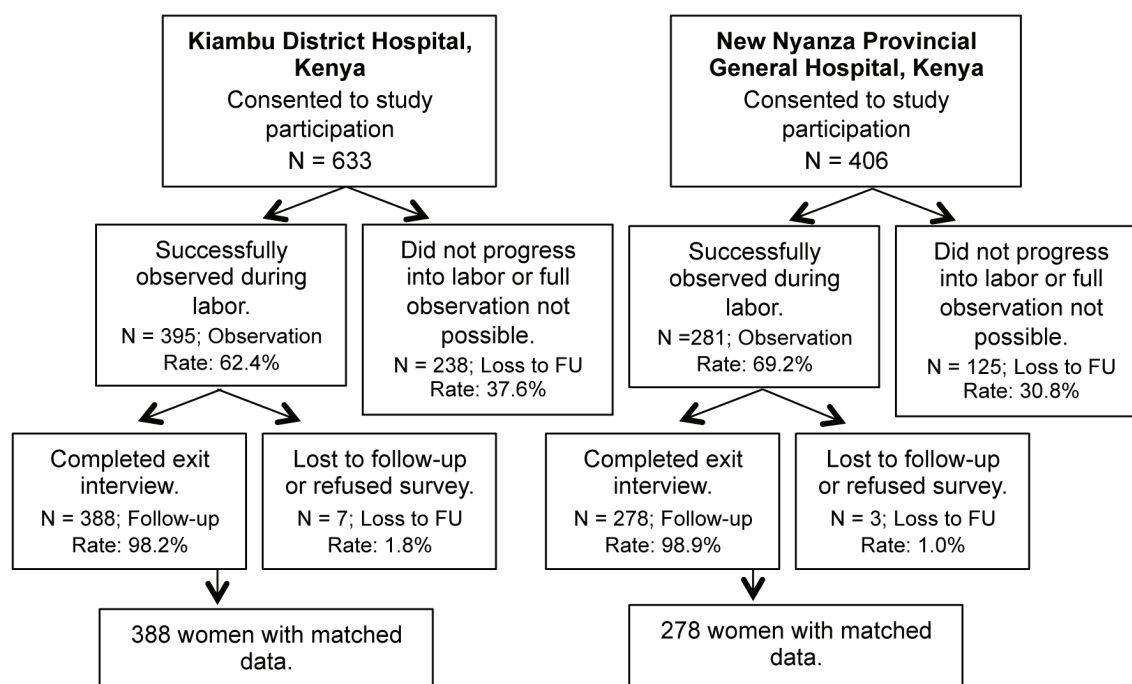 Kiambu District Hospital,
Kenya
Consented to study
participation
N = 633
New Nyanza Provincial
General Hospital, Kenya
Consented to study
participation
N = 406
Successfully
observed during
labor.
N = 395; Observation
Rate: 62.4%
Did not progress
into labor or full
observation not
possible.
N = 238; Loss to FU
Rate: 37.6%
Successfully
observed during
labor.
N =281; Observation
Rate: 69.2%
Did not progress
into labor or full
observation not
possible.
N = 125; Loss to FU
Rate: 30.8%
Completed exit
interview.
N = 388; Follow-up
Rate: 98.2%
Lost to follow-up
or refused survey.
N = 7; Loss to FU
Rate: 1.8%
Completed exit
interview.
N = 278; Follow-up
Rate: 98.9%
Lost to follow-up
or refused survey.
N = 3; Loss to FU
Rate: 1.0%
388 women with matched
data.
278 women with matched
data.